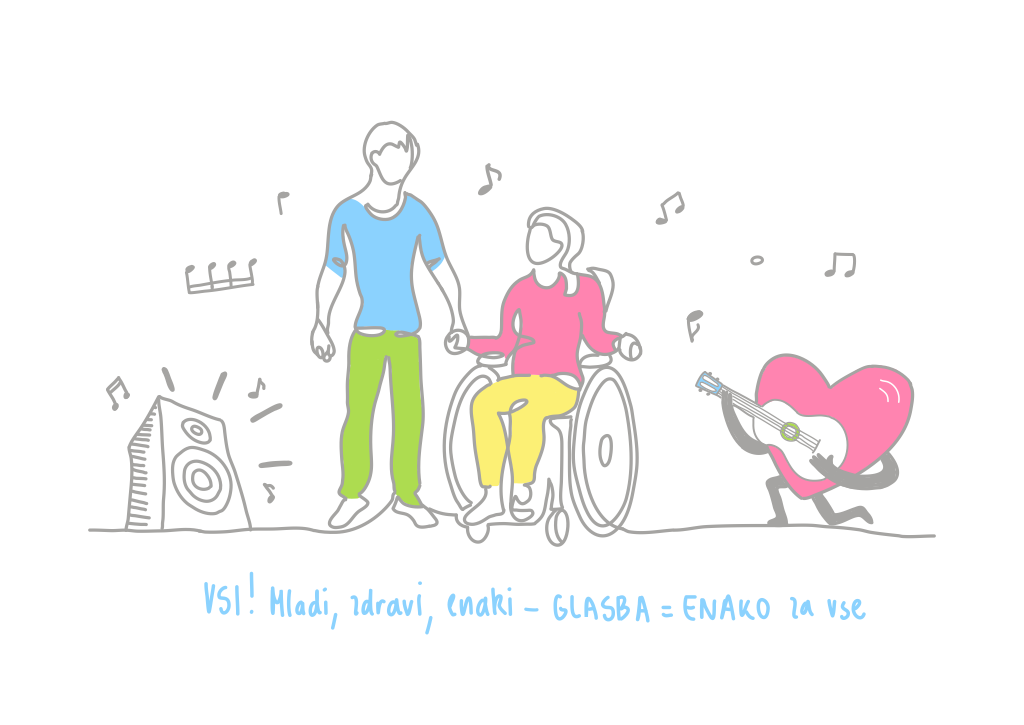 VSI! Mladi, zdravi, enaki – GLASBA = ENAKO za vse